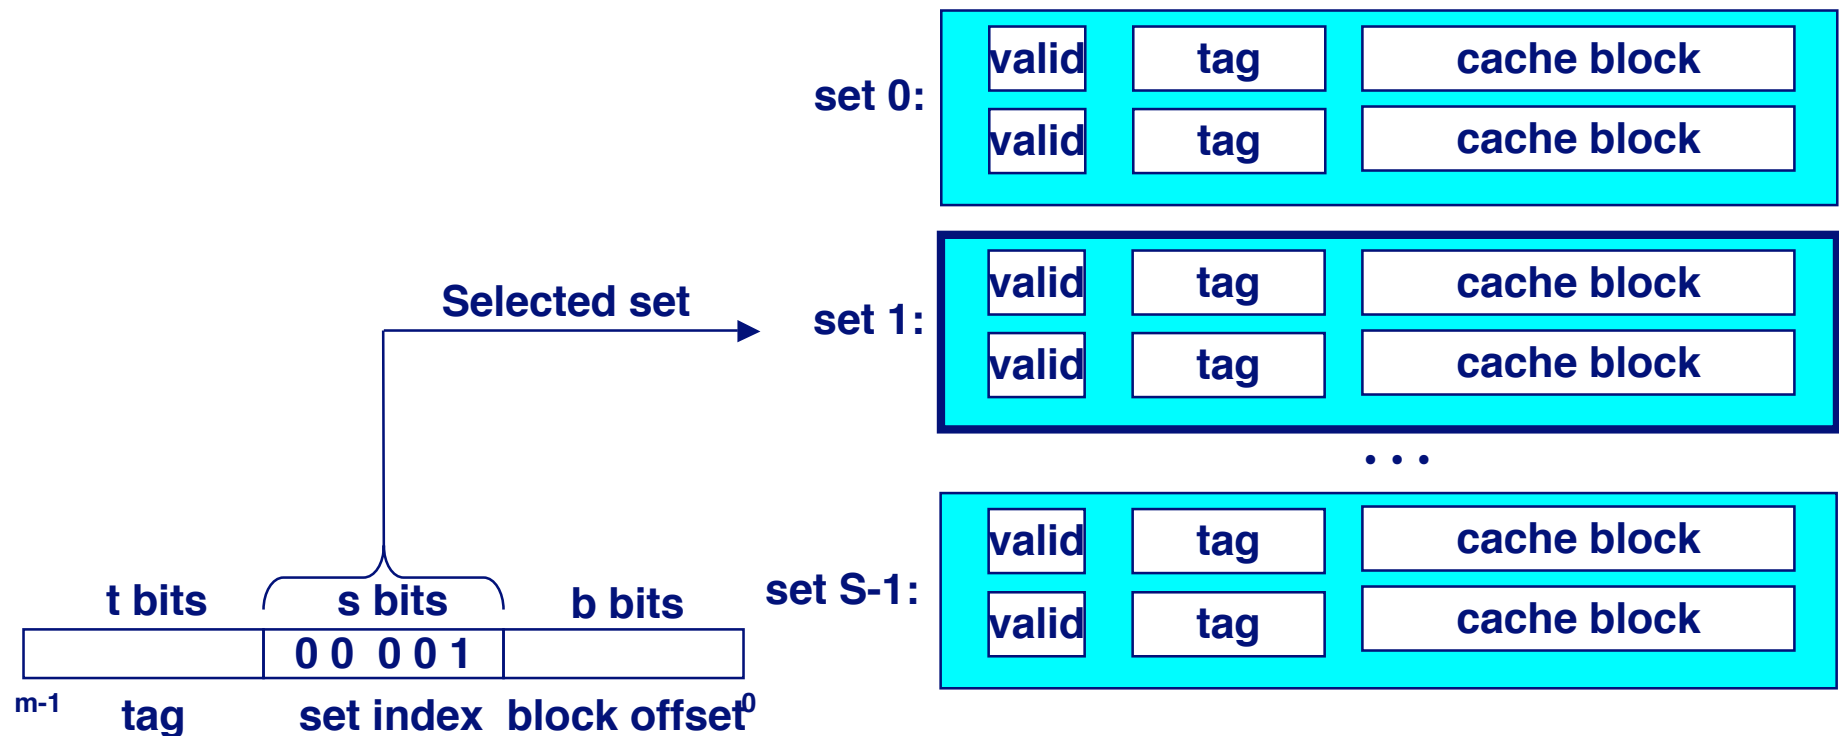 valid tag cache block
set 0:
valid tag cache block
valid tag cache block
Selected set
set 1:
valid tag cache block
. . .
valid tag cache block
set S-1:
t bits s bits b bits
valid tag cache block
0 0 0 0 1
m-1 tag set index block offset 0